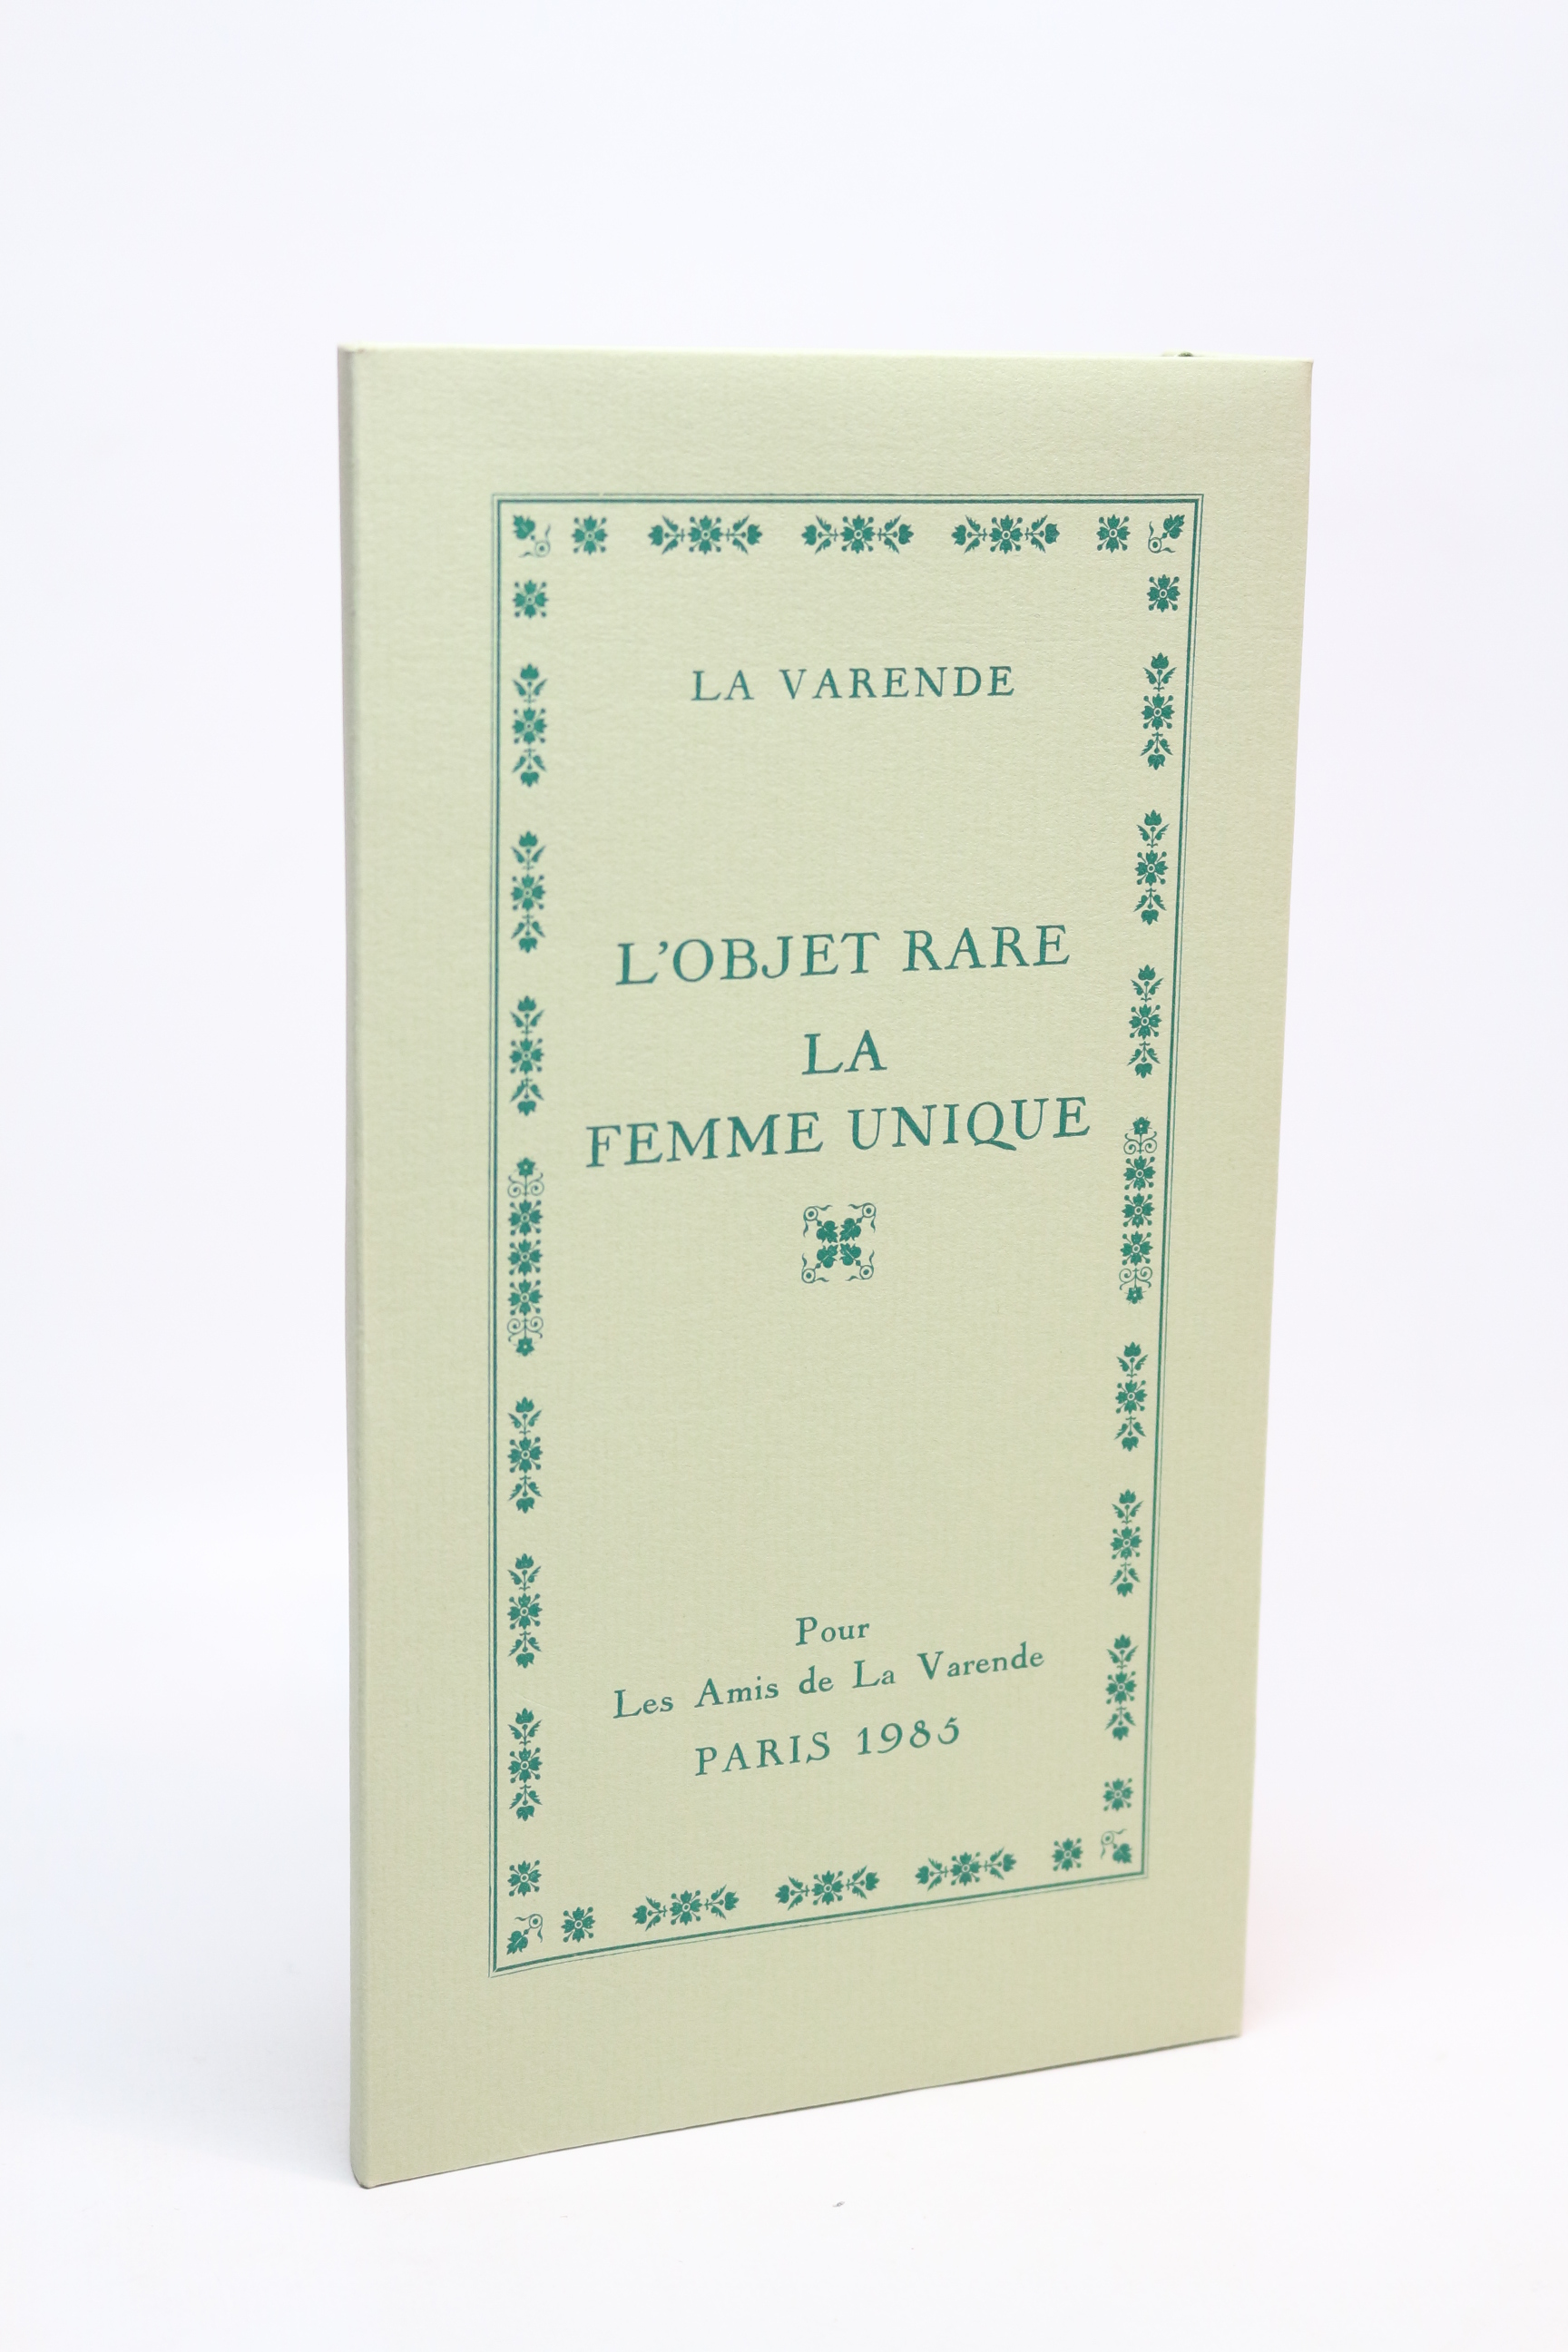 LA VARENDE
L'OBJET RARE
LA
FEMME UNIQUE
Pour
Les Amis de La Varende
PARIS 1985